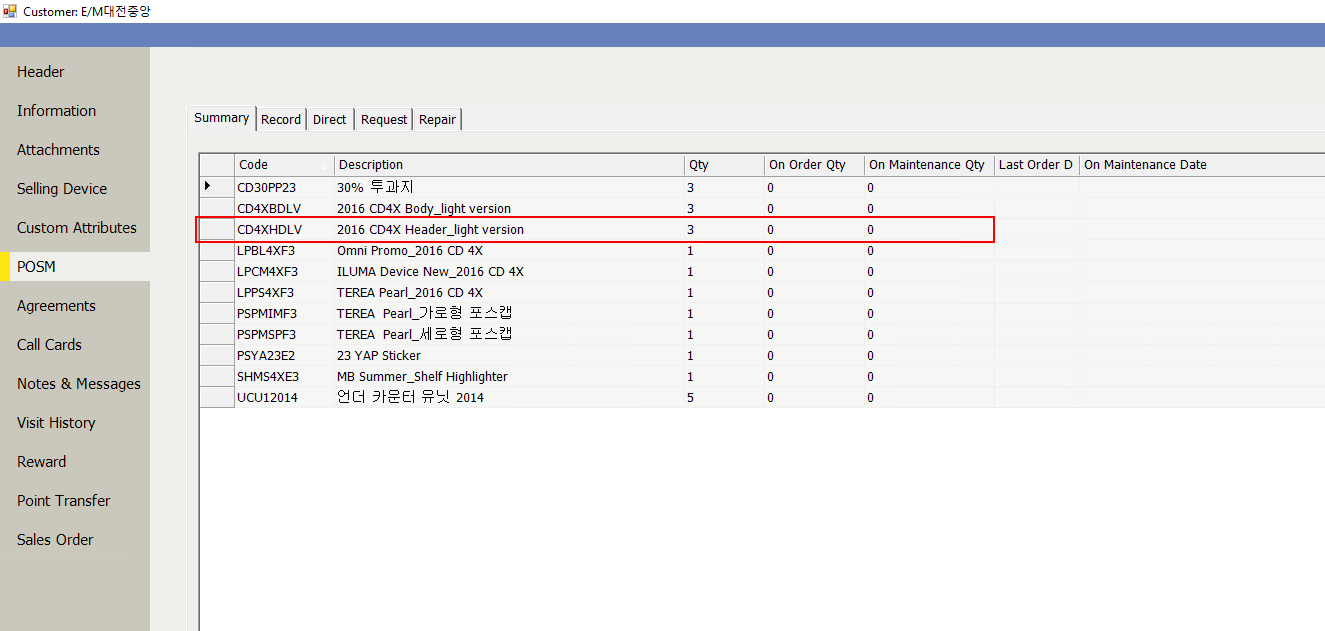 Customer: E/M대전중앙
Header
Information
Attachments
Selling Device
Custom Attributes
POSM
Agreements
Call Cards
Notes & Messages
Visit History
Reward
Point Transfer
Sales Order
Summary Record Direct Request Repair
Code Description Qty On Order Qty On Maintenance Qty Last Order D On Maintenance Date
CD30PP23 30% 투과지 3 0 0
CD4XBDLV 2016 CD4X Body_light version 3 0 0
CD4XHDLV 2016 CD4X Header_light version 3 0 0
LPBL4XF3 Omni Promo_2016 CD 4X 1 0 0
LPCM4XF3 ILUMA Device New_2016 CD 4X 1 0 0
LPPS4XF3 TEREA Pearl_2016 CD 4X 1 0 0
PSPMIMF3 TEREA Pearl_가로형 포스캡 1 0 0
PSPMSPF3 TEREA Pearl_세로형 포스캡 1 0 0
PSYA23E2 23 YAP Sticker 1 0 0
SHMS4XE3 MB Summer_Shelf Highlighter 1 0 0
UCU12014 언더 카운터 유닛 2014 5 0 0